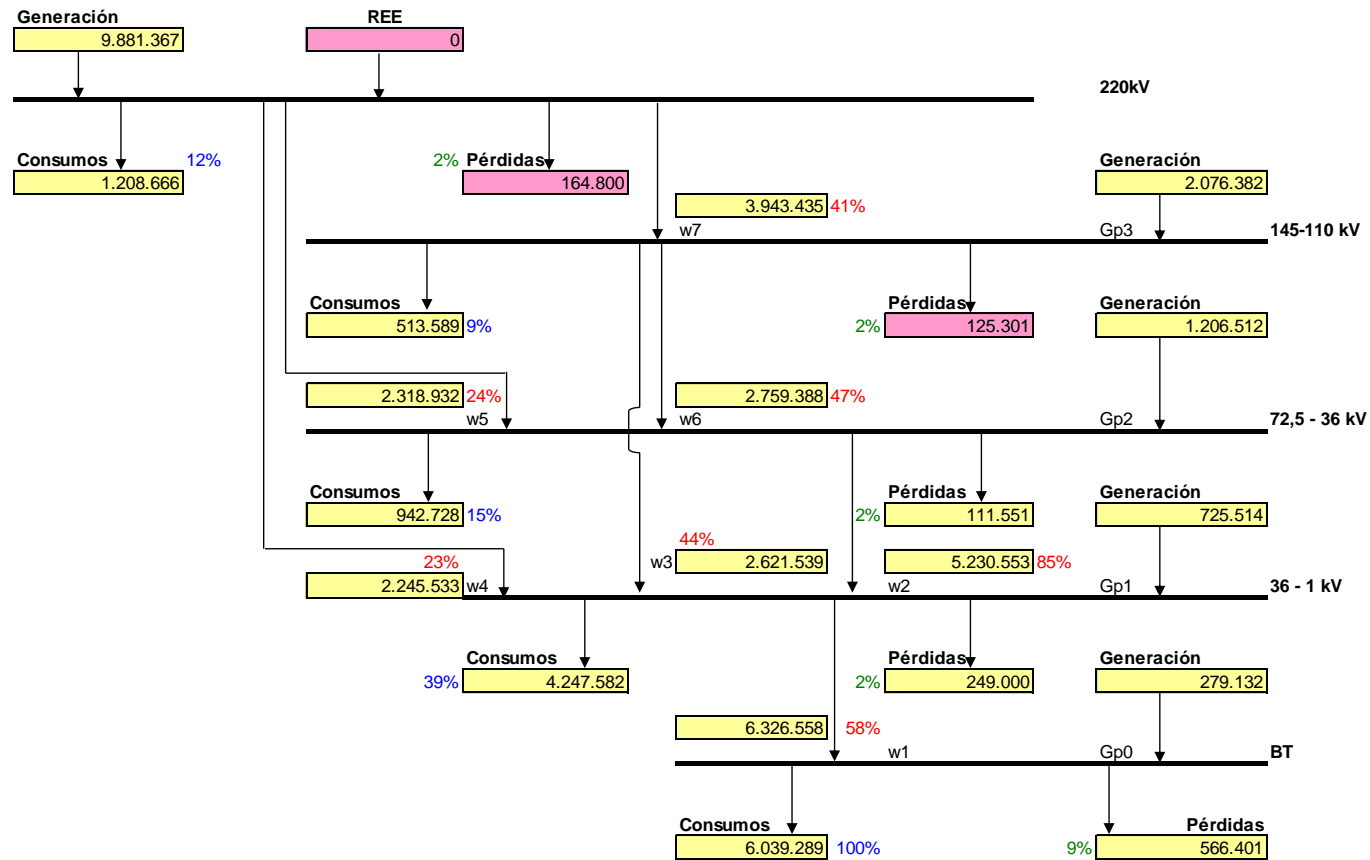 Generación REE
9.881.367 0
220kV
Consumos 12% 2% Pérdidas Generación
1.208.666 164.800 2.076.382
3.943.435 41%
w7 Gp3 145-110 kV
Consumos Pérdidas Generación
513.589 9% 2% 125.301 1.206.512
2.318.932 24% 2.759.388 47%
w5 w6 Gp2 72,5 - 36 kV
Consumos Pérdidas Generación
942.728 15% 2% 111.551 725.514
44%
23% w3 2.621.539 5.230.553 85%
2.245.533 w4 w2 Gp1 36 - 1 kV
Consumos Pérdidas Generación
39% 4.247.582 2% 249.000 279.132
6.326.558 58%
w1 Gp0 BT
Consumos Pérdidas
6.039.289 100% 9% 566.401